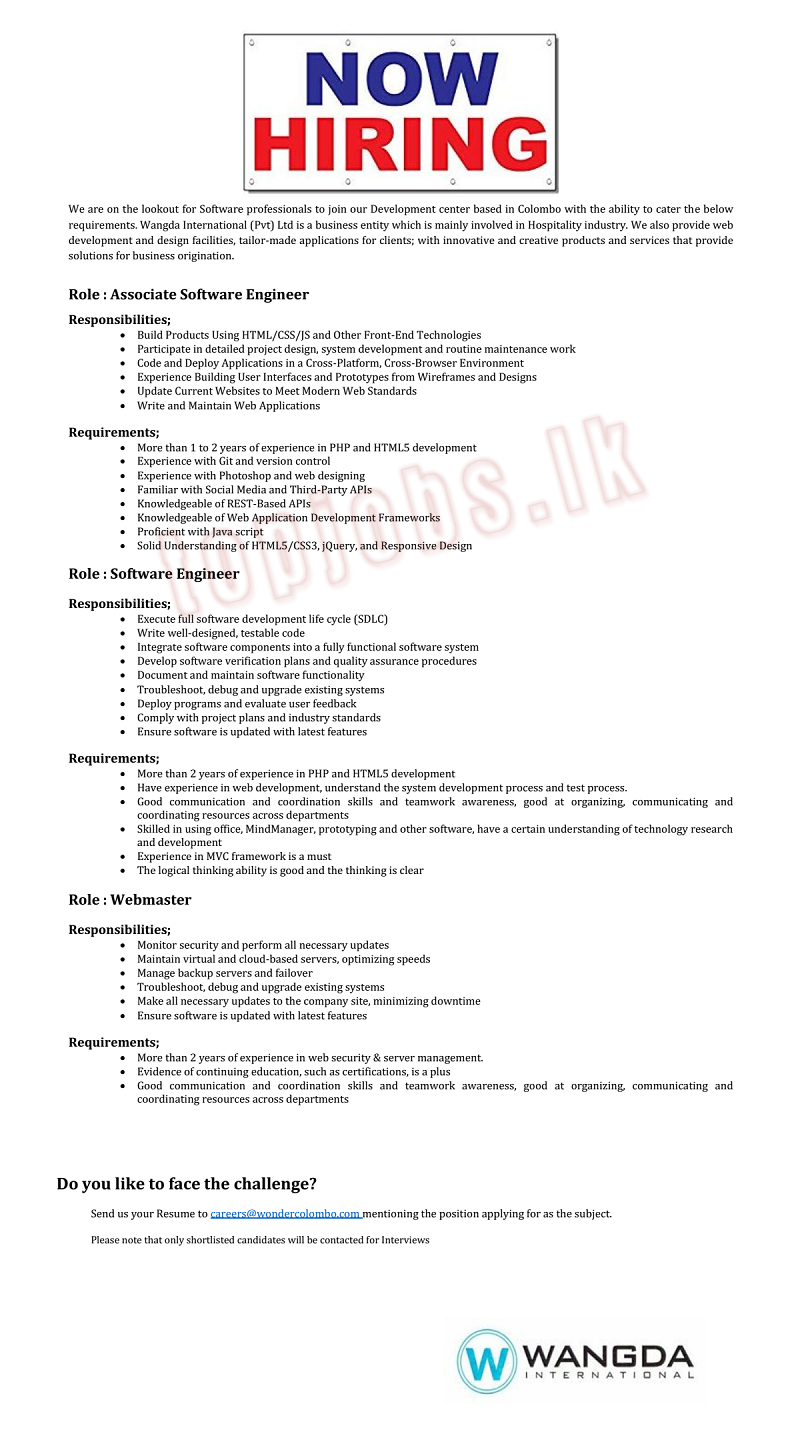 NOW
HIRING
We are on the lookout for Software professionals to join our Development center based in Colombo with the ability to cater the below
requirements. Wangda International (Pvt) Ltd is a business entity which is mainly involved in Hospitality industry. We also provide web
development and design facilities, tailor-made applications for clients; with innovative and creative products and services that provide
solutions for business origination.
Role : Associate Software Engineer
Responsibilities;
• Build Products Using HTML/CSS/JS and Other Front-End Technologies
• Participate in detailed project design, system development and routine maintenance work
• Code and Deploy Applications in a Cross-Platform, Cross-Browser Environment
• Experience Building User Interfaces and Prototypes from Wireframes and Designs
• Update Current Websites to Meet Modern Web Standards
• Write and Maintain Web Applications
Requirements;
• More than 1 to 2 years of experience in PHP and HTML5 development
• Experience with Git and version control
• Experience with Photoshop and web designing
• Familiar with Social Media and Third-Party APIs
• Knowledgeable of REST-Based APIs
• Knowledgeable of Web Application Development Frameworks
• Proficient with Java script
• Solid Understanding of HTML5/CSS3, jQuery, and Responsive Design
topjobs.lk
Role : Software Engineer
Responsibilities;
• Execute full software development life cycle (SDLC)
• Write well-designed, testable code
• Integrate software components into a fully functional software system
• Develop software verification plans and quality assurance procedures
• Document and maintain software functionality
• Troubleshoot, debug and upgrade existing systems
• Deploy programs and evaluate user feedback
• Comply with project plans and industry standards
• Ensure software is updated with latest features
Requirements;
• More than 2 years of experience in PHP and HTML5 development
• Have experience in web development, understand the system development process and test process.
• Good communication and coordination skills and teamwork awareness, good at organizing, communicating and
coordinating resources across departments
• Skilled in using office, MindManager, prototyping and other software, have a certain understanding of technology research
and development
• Experience in MVC framework is a must
• The logical thinking ability is good and the thinking is clear
Role : Webmaster
Responsibilities;
• Monitor security and perform all necessary updates
• Maintain virtual and cloud-based servers, optimizing speeds
• Manage backup servers and failover
• Troubleshoot, debug and upgrade existing systems
• Make all necessary updates to the company site, minimizing downtime
• Ensure software is updated with latest features
Requirements;
• More than 2 years of experience in web security & server management.
• Evidence of continuing education, such as certifications, is a plus
• Good communication and coordination skills and teamwork awareness, good at organizing, communicating and
coordinating resources across departments
Do you like to face the challenge?
Send us your Resume to careers@wondercolombo.com mentioning the position applying for as the subject.
Please note that only shortlisted candidates will be contacted for Interviews
W WANGDA
INTERNATIONAL